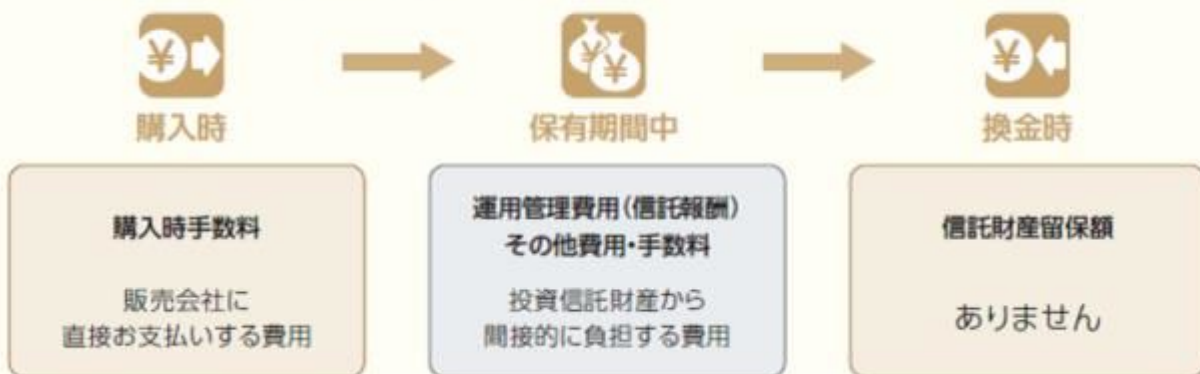 購入時
保有期間中
換金時
購入時手数料
販売会社に
直接お支払いする費用
運用管理費用(信託報酬)
その他費用・手数料
投資信託財産から
間接的に負担する費用
信託財産留保額
ありません